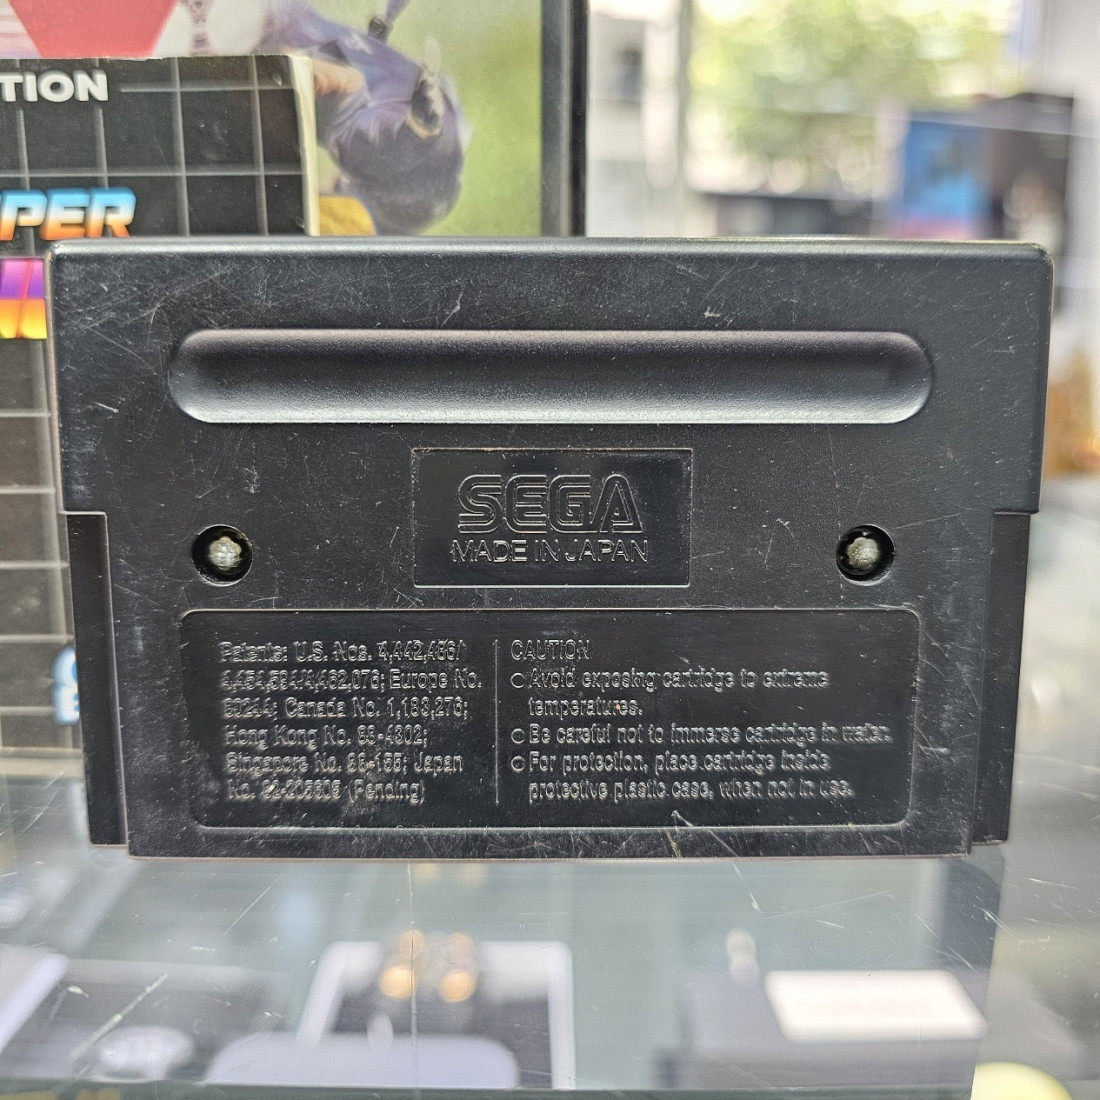 TION
PER
SEGA
MADE IN JAPAN
Patents: U.S. Nos. 4,442,486/
4,454,594/4,462,076; Europe No.
80244; Canada No. 1,183,276;
Hong Kong No. 88-4302;
Singapore No. 88-155; Japan
No. 82-205605 (Pending)
CAUTION
Avoid exposing cartridge to extreme
temperatures.
Be careful not to immerse cartridge in water.
For protection, place cartridge inside
protective plastic case, when not in use.